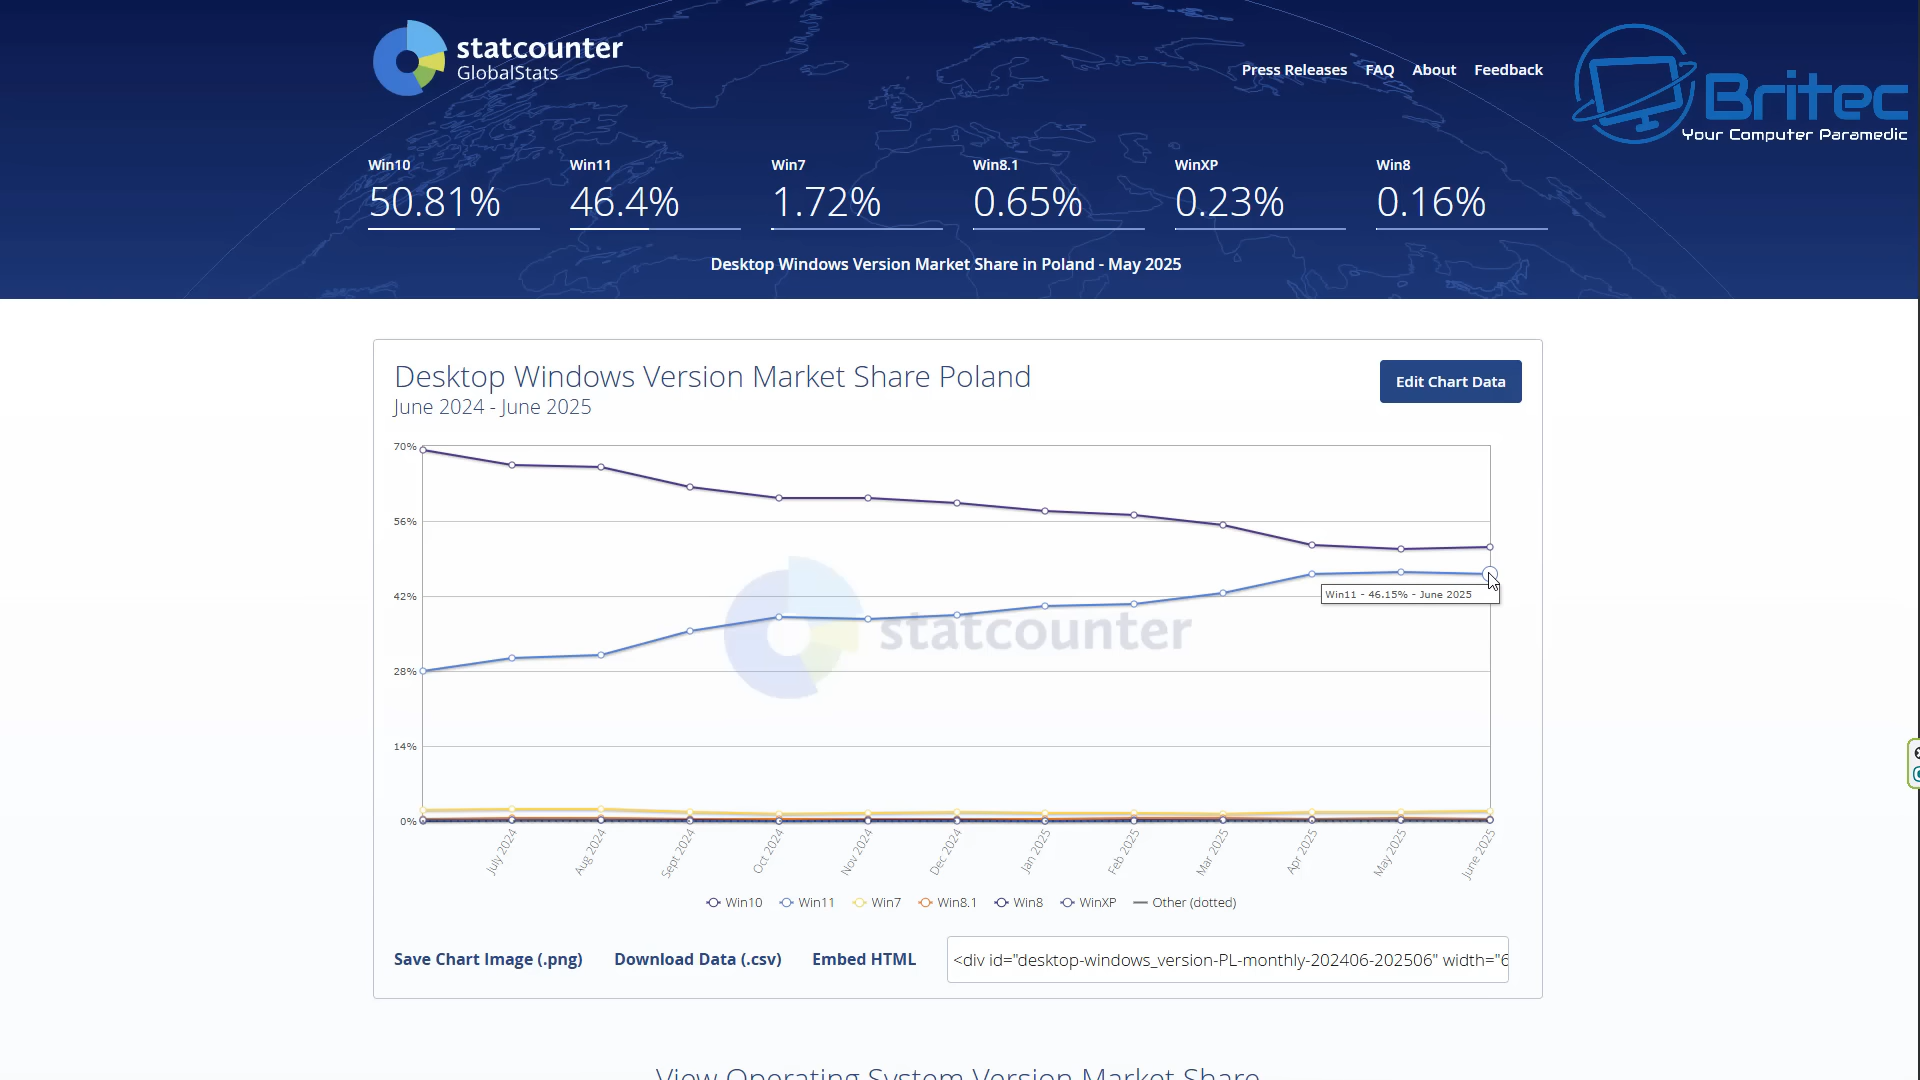 statcounter
GlobalStats
Press Releases FAQ About Feedback
Britec
Your Computer Paramedic
Win10 Win11 Win7 Win8.1 WinXP Win8
50.81% 46.4% 1.72% 0.65% 0.23% 0.16%
Desktop Windows Version Market Share in Poland - May 2025
Desktop Windows Version Market Share Poland
June 2024 - June 2025
Edit Chart Data
70%
56%
42%
28%
14%
0%
statcounter
Win11 - 46.15% - June 2025
July 2024 Aug 2024 Sept 2024 Oct 2024 Nov 2024 Dec 2024 Jan 2025 Feb 2025 Mar 2025 Apr 2025 May 2025 June 2025
Win10 Win11 Win7 Win8.1 Win8 WinXP Other (dotted)
Save Chart Image (.png) Download Data (.csv) Embed HTML <div id="desktop-windows_version-PL-monthly-202406-202506" width="6
View Operating System Version Market Share